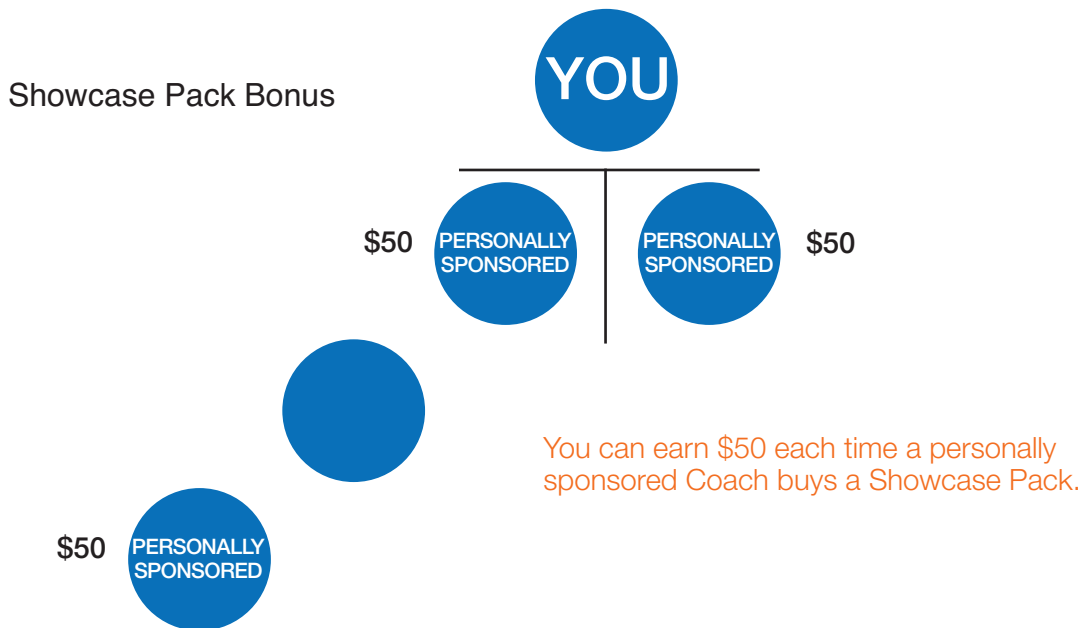 YOU
Showcase Pack Bonus
$50
PERSONALLY
SPONSORED
PERSONALLY
SPONSORED
$50
You can earn $50 each time a personally
sponsored Coach buys a Showcase Pack.
$50
PERSONALLY
SPONSORED